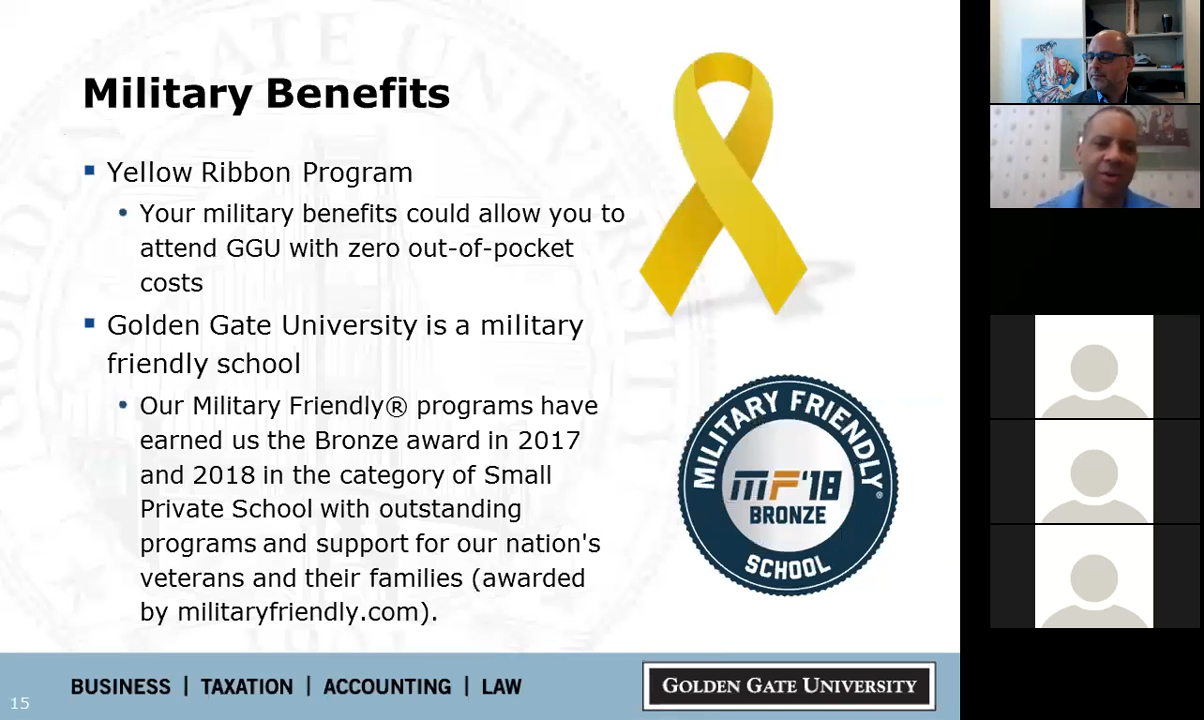 Military Benefits
▪ Yellow Ribbon Program
• Your military benefits could allow you to
attend GGU with zero out-of-pocket
costs
▪ Golden Gate University is a military
friendly school
• Our Military Friendly® programs have
earned us the Bronze award in 2017
and 2018 in the category of Small
Private School with outstanding
programs and support for our nation's
veterans and their families (awarded
by militaryfriendly.com).
MILITARY FRIENDLY®
MF'18
BRONZE
SCHOOL
BUSINESS | TAXATION | ACCOUNTING | LAW
GOLDEN GATE UNIVERSITY
15